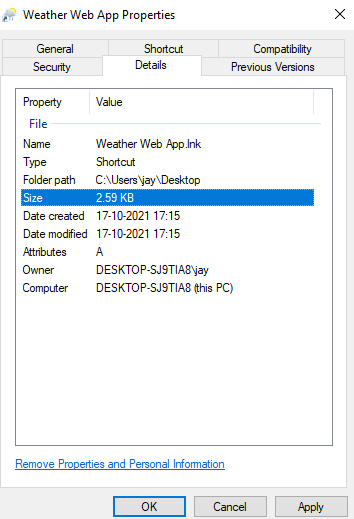 Weather Web App Properties
General Shortcut Compatibility
Security Details Previous Versions
Property Value
File
Name Weather Web App.lnk
Type Shortcut
Folder path C:\Users\jay\Desktop
Size 2.59 KB
Date created 17-10-2021 17:15
Date modified 17-10-2021 17:15
Attributes A
Owner DESKTOP-SJ9TIA8\jay
Computer DESKTOP-SJ9TIA8 (this PC)
Remove Properties and Personal Information
OK Cancel Apply